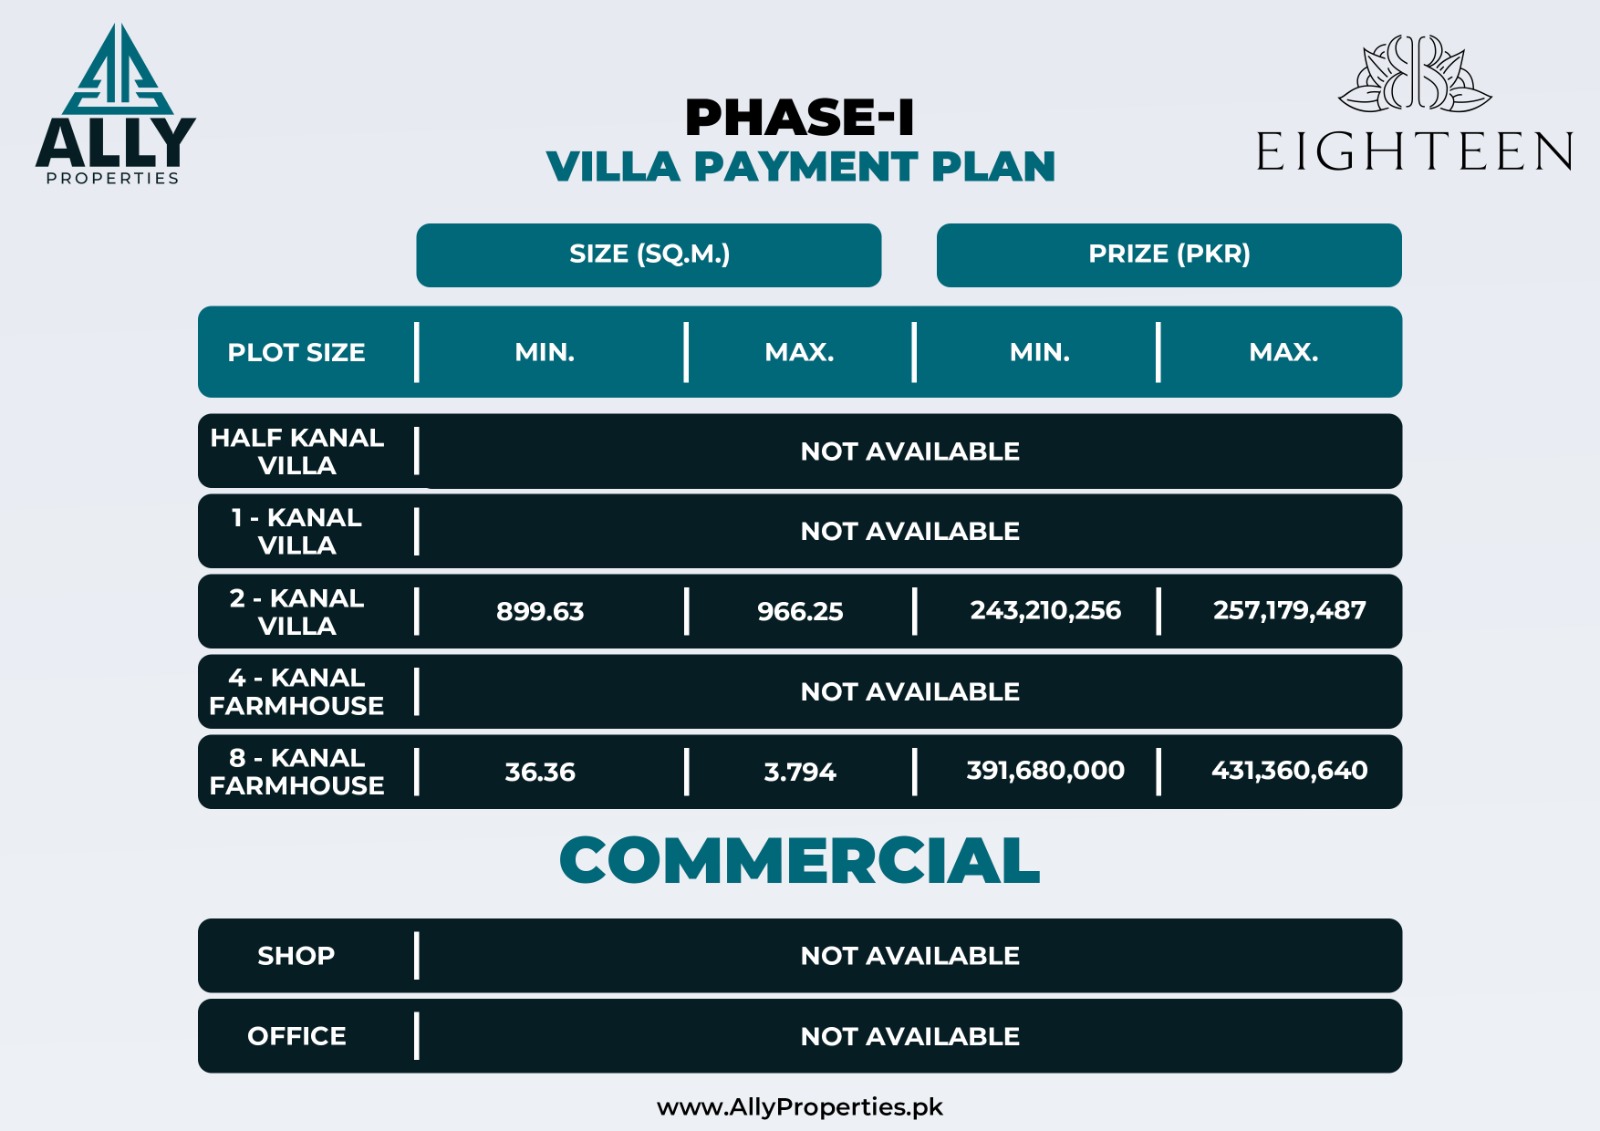 ALLY
PROPERTIES
PHASE-I
VILLA PAYMENT PLAN
EIGHTEEN
SIZE (SQ.M.)
PRIZE (PKR)
PLOT SIZE MIN. MAX. MIN. MAX.
HALF KANAL
VILLA
NOT AVAILABLE
1 - KANAL
VILLA
NOT AVAILABLE
2 - KANAL
VILLA
899.63 966.25 243,210,256 257,179,487
4 - KANAL
FARMHOUSE
NOT AVAILABLE
8 - KANAL
FARMHOUSE
36.36 3.794 391,680,000 431,360,640
COMMERCIAL
SHOP NOT AVAILABLE
OFFICE NOT AVAILABLE
www.AllyProperties.pk